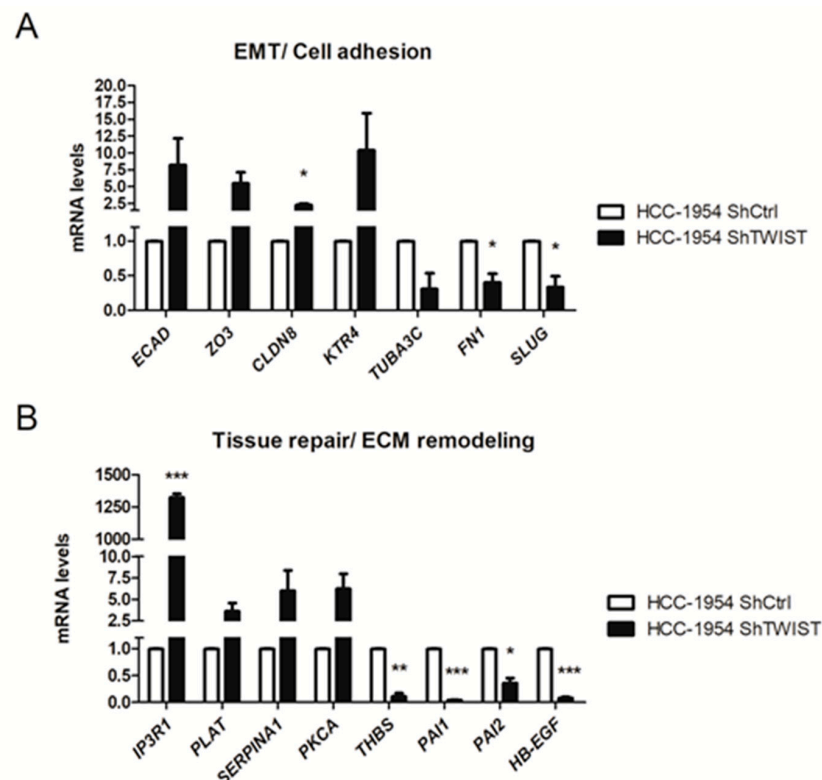 A
EMT/ Cell adhesion
mRNA levels
20.0
17.5
15.0
12.5
10.0
7.5
5.0
2.5
1.0
0.5
0.0
*
*
*
ECAD
ZO3
CLDN8
KTR4
TUBA3C
FN1
SLUG
HCC-1954 ShCtrl
HCC-1954 ShTWIST
B
Tissue repair/ ECM remodeling
mRNA levels
1500
1250
1000
10.0
7.5
5.0
2.5
1.0
0.5
0.0
***
**
***
*
***
IP3R1
PLAT
SERPINA1
PKCA
THBS
PAI1
PAI2
HB-EGF
HCC-1954 ShCtrl
HCC-1954 ShTWIST